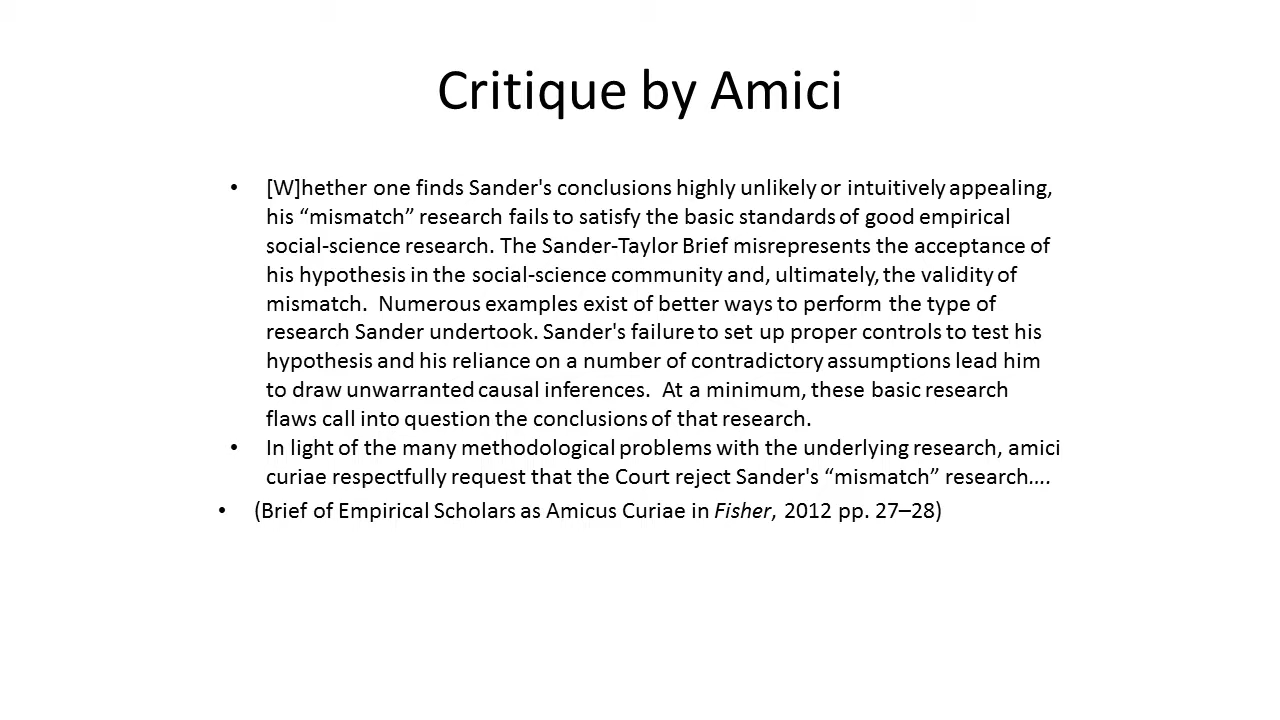 Critique by Amici
• [W]hether one finds Sander's conclusions highly unlikely or intuitively appealing,
his “mismatch” research fails to satisfy the basic standards of good empirical
social-science research. The Sander-Taylor Brief misrepresents the acceptance of
his hypothesis in the social-science community and, ultimately, the validity of
mismatch.  Numerous examples exist of better ways to perform the type of
research Sander undertook. Sander's failure to set up proper controls to test his
hypothesis and his reliance on a number of contradictory assumptions lead him
to draw unwarranted causal inferences.  At a minimum, these basic research
flaws call into question the conclusions of that research.
• In light of the many methodological problems with the underlying research, amici
curiae respectfully request that the Court reject Sander's “mismatch” research....
• (Brief of Empirical Scholars as Amicus Curiae in Fisher, 2012 pp. 27–28)